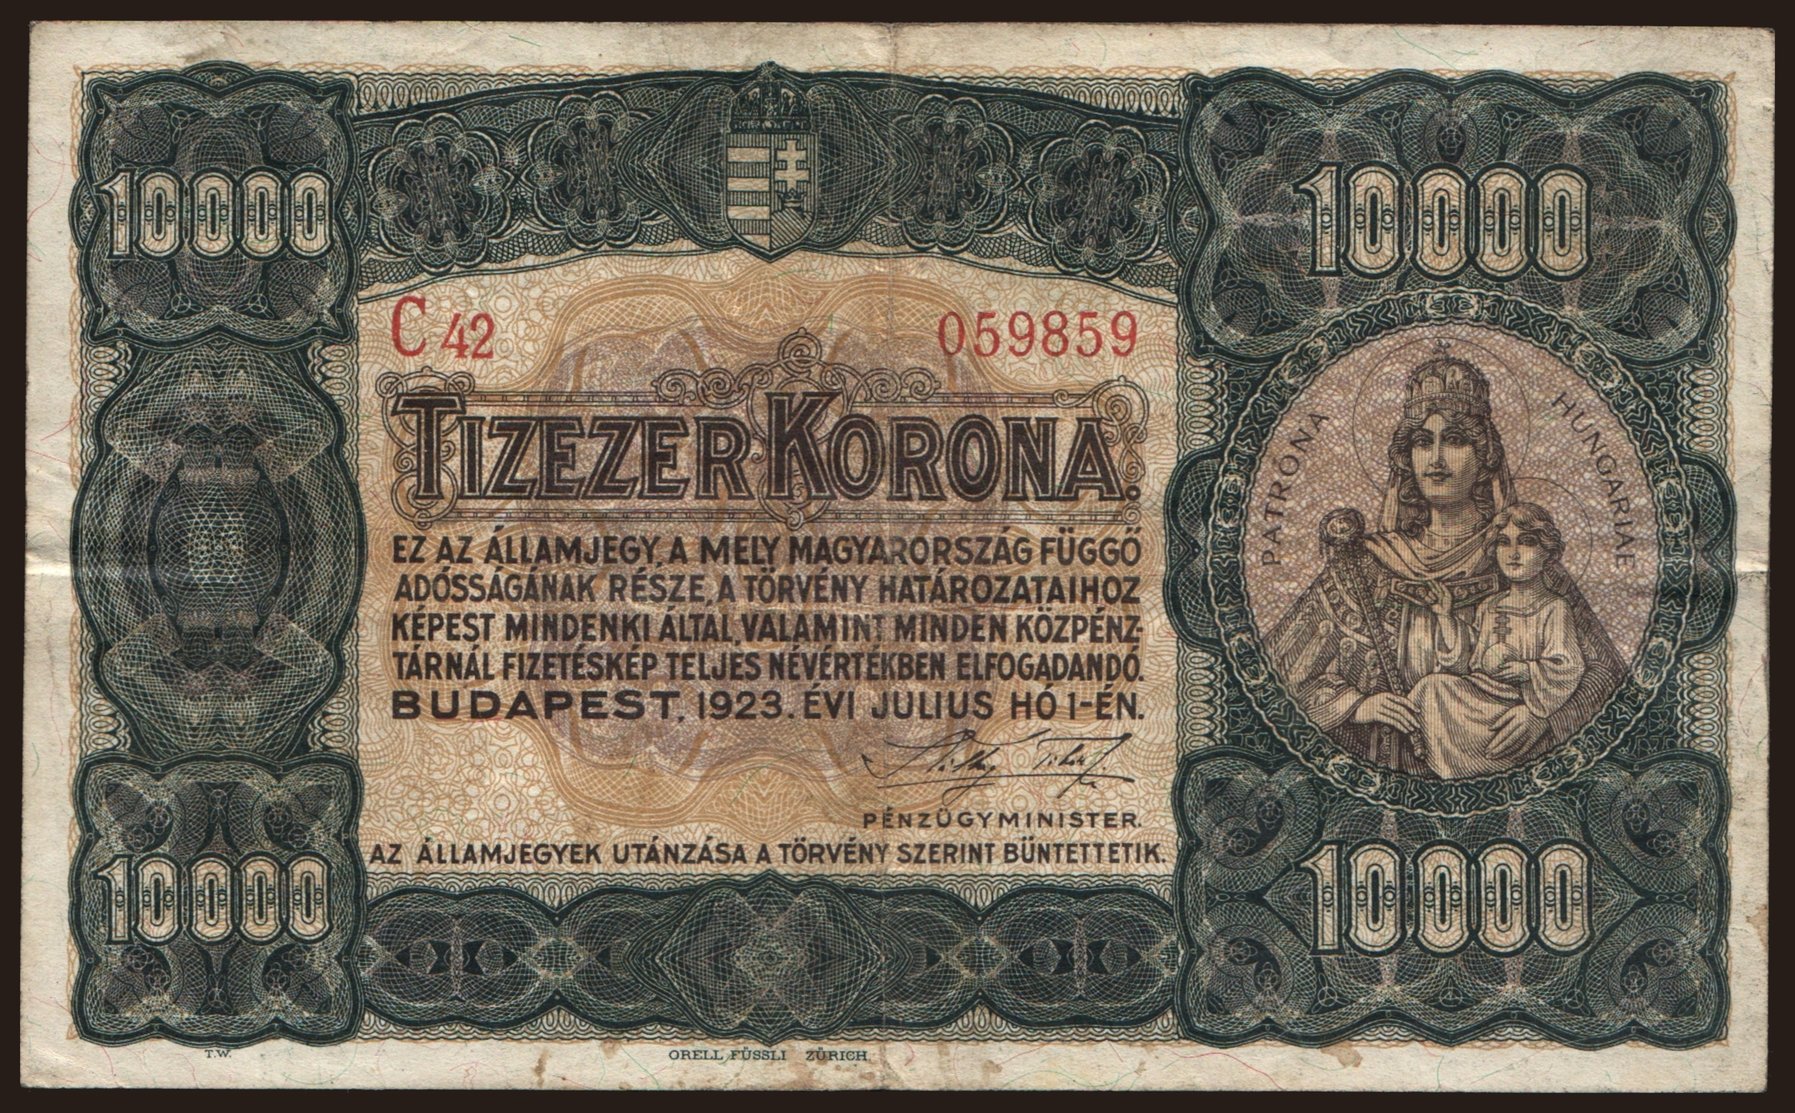 10000
10000
C 42
059859
TIZEZER KORONA.
EZ AZ ÁLLAMJEGY, A MELY MAGYARORSZÁG FÜGGŐ
ADÓSSÁGÁNAK RÉSZE, A TÖRVÉNY HATÁROZATAIHOZ
KÉPEST MINDENKI ÁLTAL, VALAMINT MINDEN KÖZPÉNZ-
TÁRNÁL FIZETÉSKÉP TELJES NÉVÉRTÉKBEN ELFOGADANDÓ.
BUDAPEST, 1923. ÉVI JULIUS HÓ 1-ÉN.
PÉNZÜGYMINISTER.
AZ ÁLLAMJEGYEK UTÁNZÁSA A TÖRVÉNY SZERINT BÜNTETTETIK.
PATRONA HUNGARIAE
10000
10000
T.W.
ORELL FÜSSLI ZÜRICH